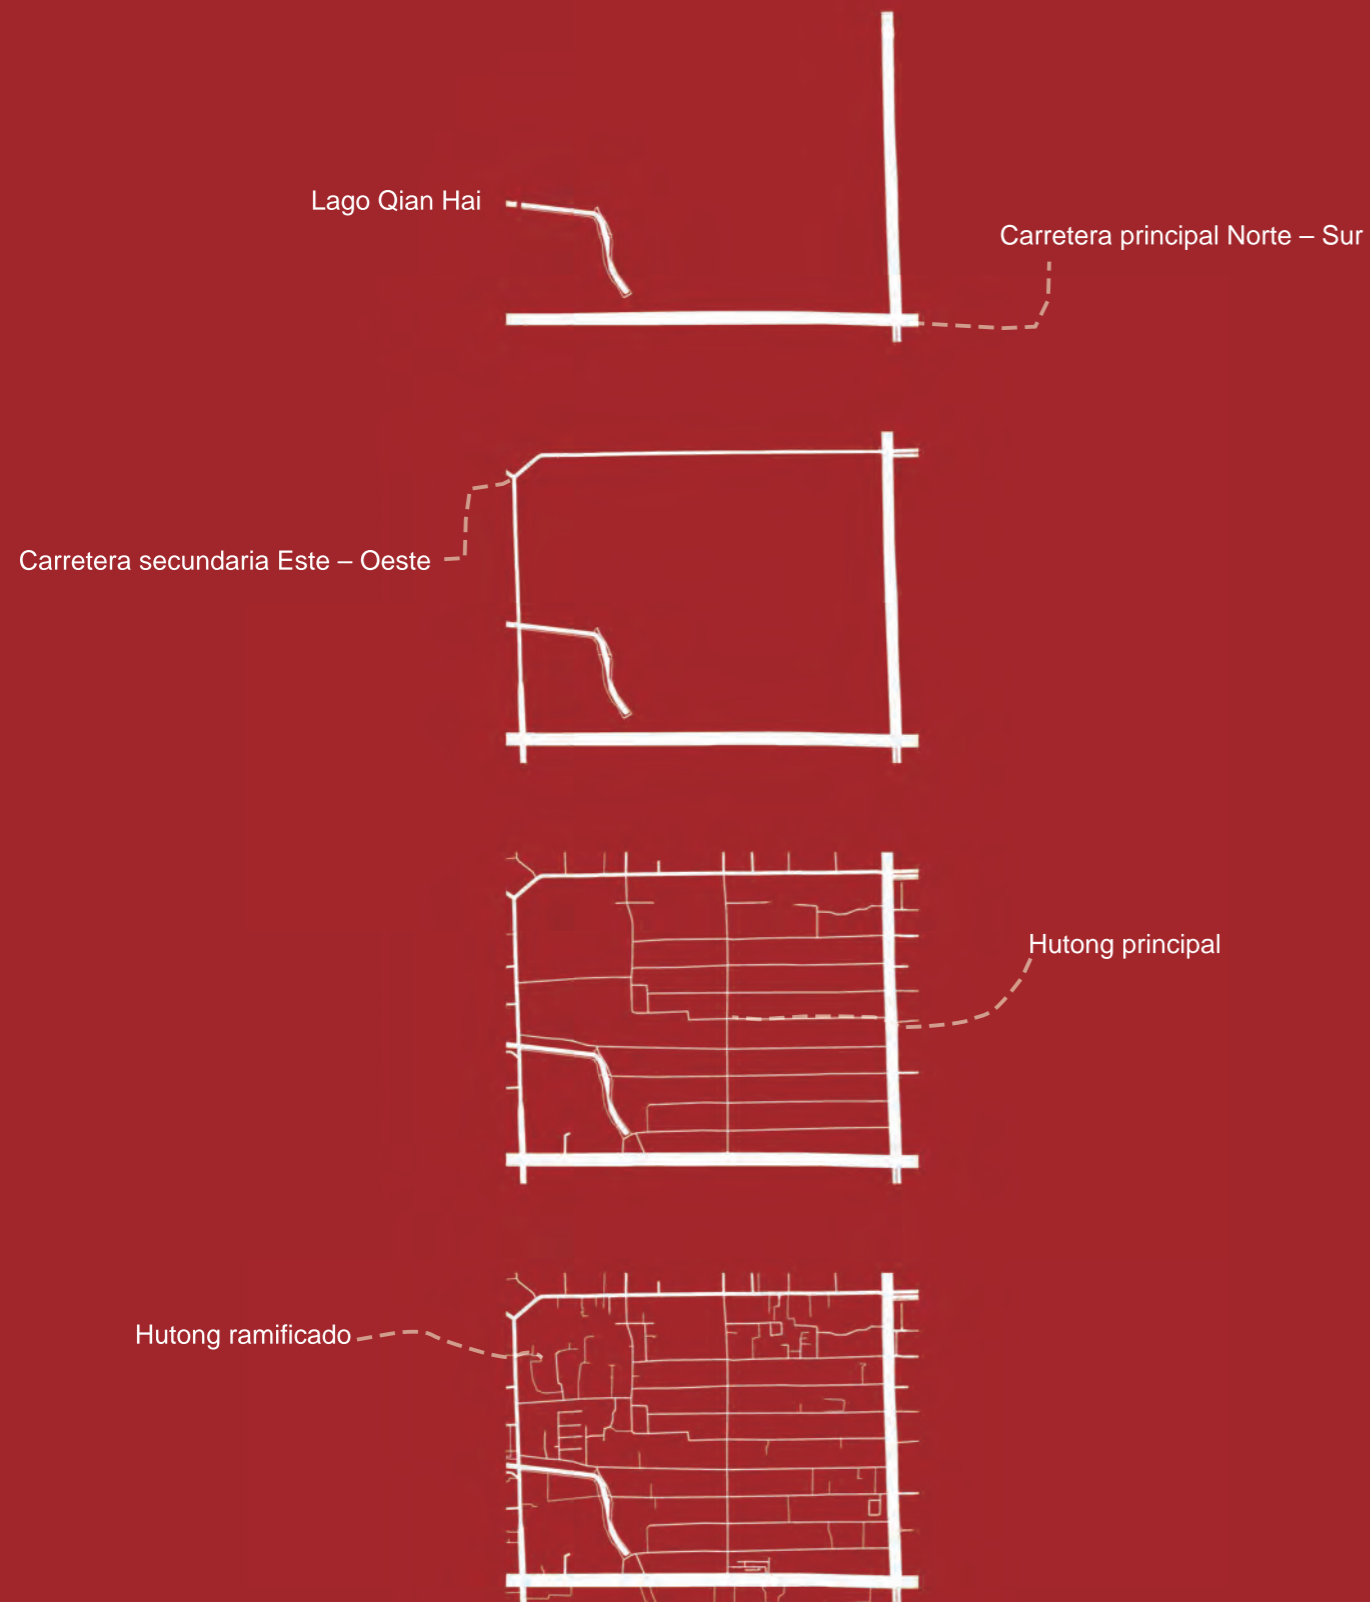 Lago Qian Hai
Carretera principal Norte – Sur
Carretera secundaria Este – Oeste
Hutong principal
Hutong ramificado